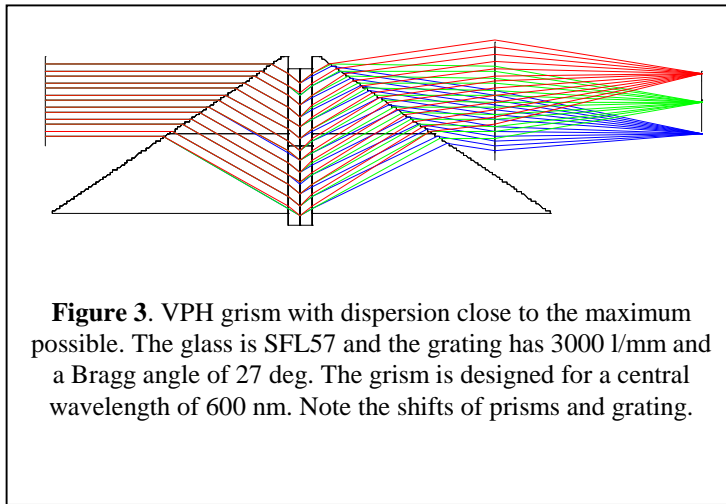 Figure 3. VPH grism with dispersion close to the maximum
possible. The glass is SFL57 and the grating has 3000 l/mm and
a Bragg angle of 27 deg. The grism is designed for a central
wavelength of 600 nm. Note the shifts of prisms and grating.